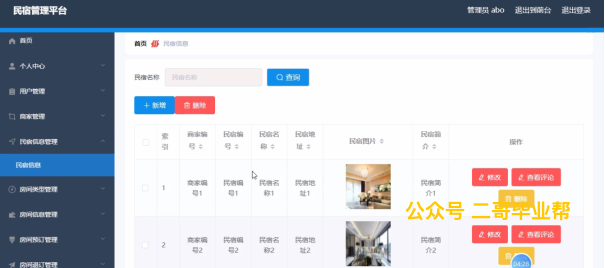 民宿管理平台
管理员 abo 退出到前台 退出登录
首页
个人中心
用户管理
商家管理
民宿信息管理
民宿信息
房间类型管理
房间信息管理
房间预订管理
房间退订管理
首页 民宿信息
民宿名称 民宿名称 查询
新增 删除
索引 商家编号 民宿编号 民宿名称 民宿地址 民宿图片 民宿简介 操作
1 商家编号1 民宿编号1 民宿名称1 民宿地址1 民宿简介1 修改 查看评论
删除
公众号 二哥毕业帮
2 商家编号2 民宿编号2 民宿名称2 民宿地址2 民宿简介2 修改 查看评论
04:28